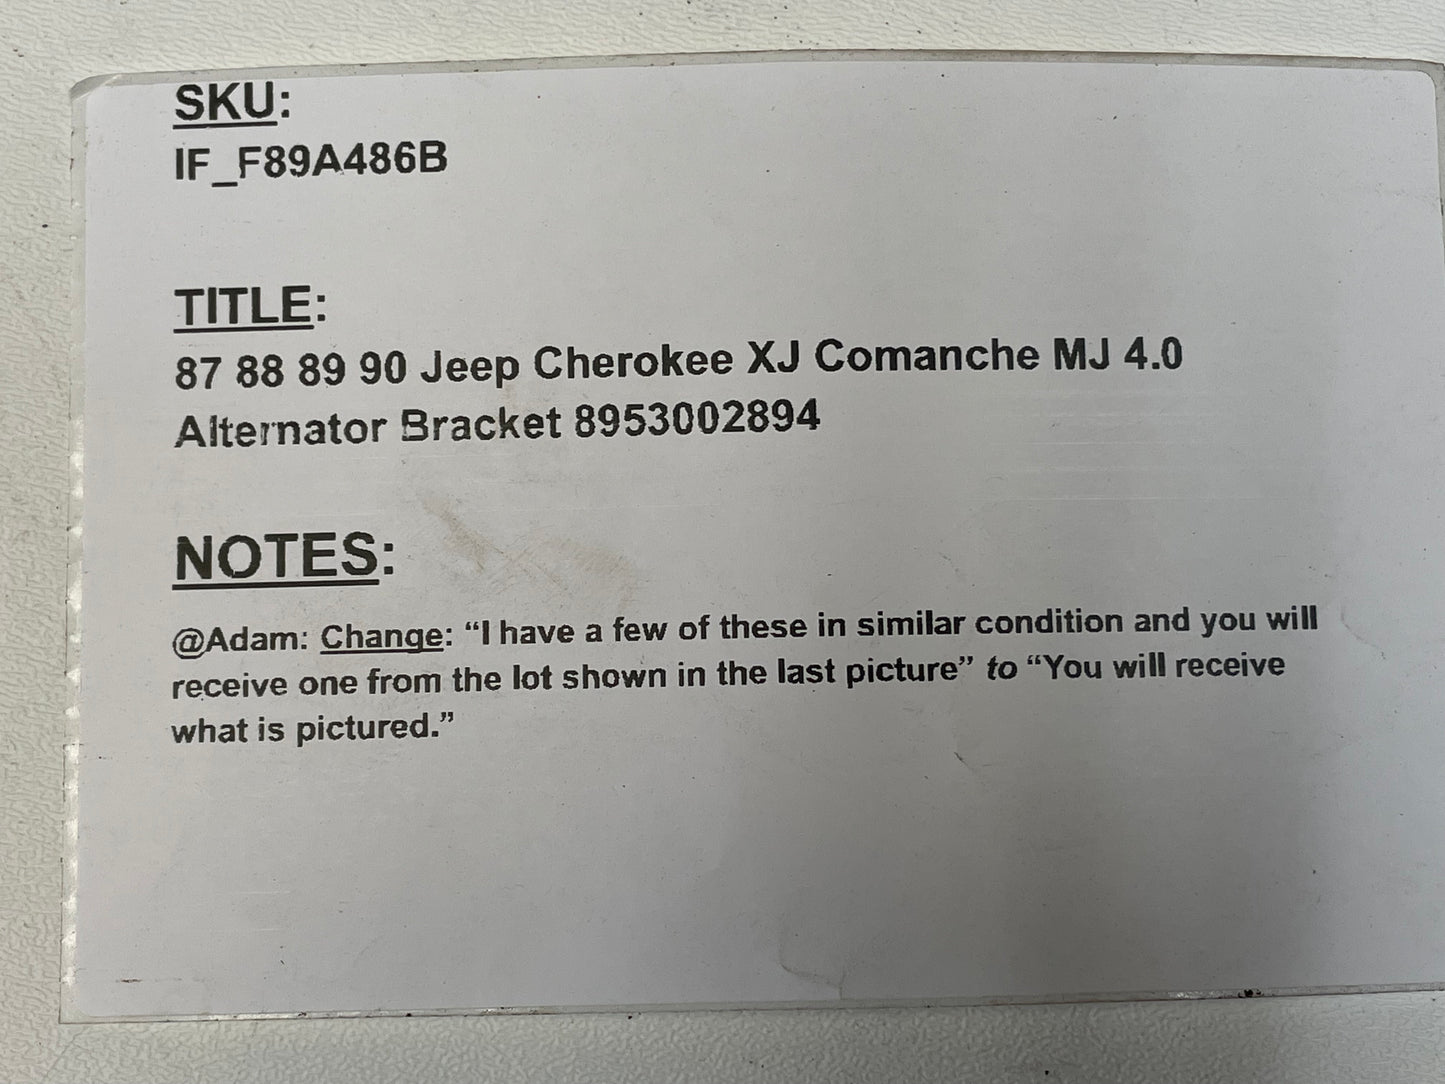 SKU:
IF_F89A486B
TITLE:
87 88 89 90 Jeep Cherokee XJ Comanche MJ 4.0
Alternator Bracket 8953002894
NOTES:
@Adam: Change: “I have a few of these in similar condition and you will
receive one from the lot shown in the last picture” to “You will receive
what is pictured.”